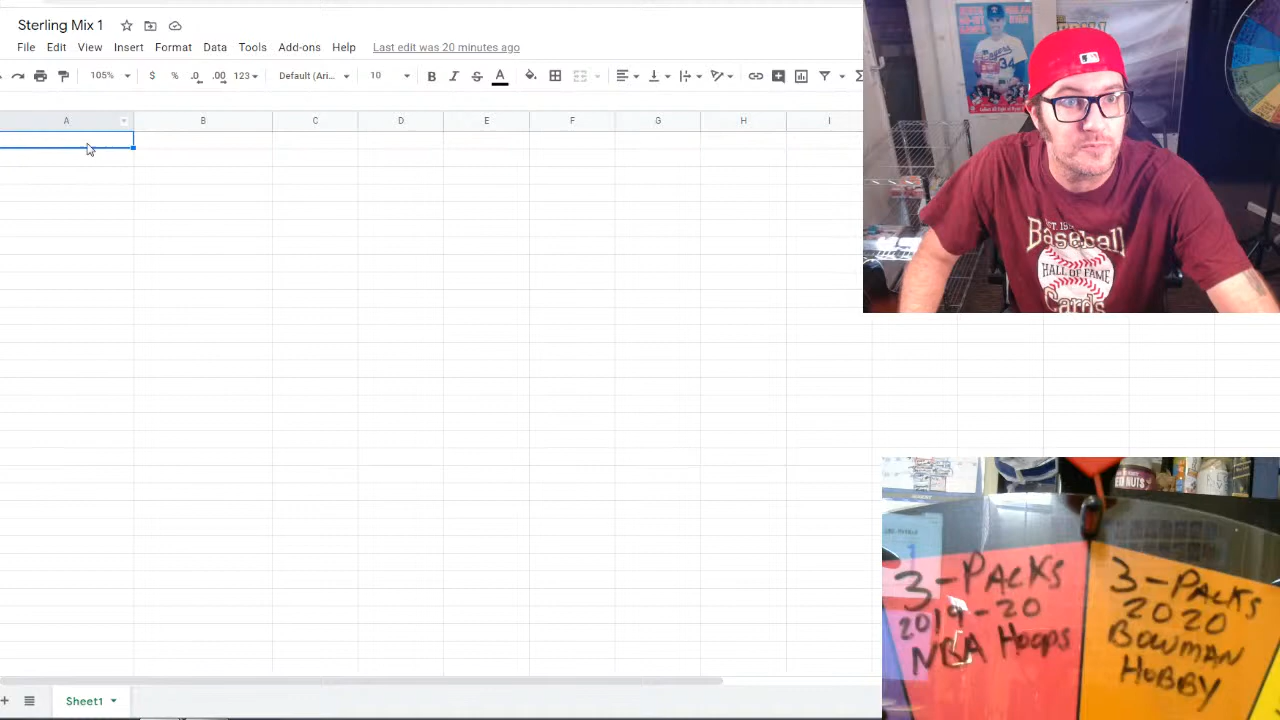 Sterling Mix 1
File Edit View Insert Format Data Tools Add-ons Help Last edit was 20 minutes ago
105% $ % .0 .00 123 Default (Ari... 10 B I S A
A B C D E F G H I
34
Baseball
HALL OF FAME
Cards
3-PACKS
2019-20
NBA Hoops
3-PACKS
2020
BOWMAN
HOBBY
Sheet1